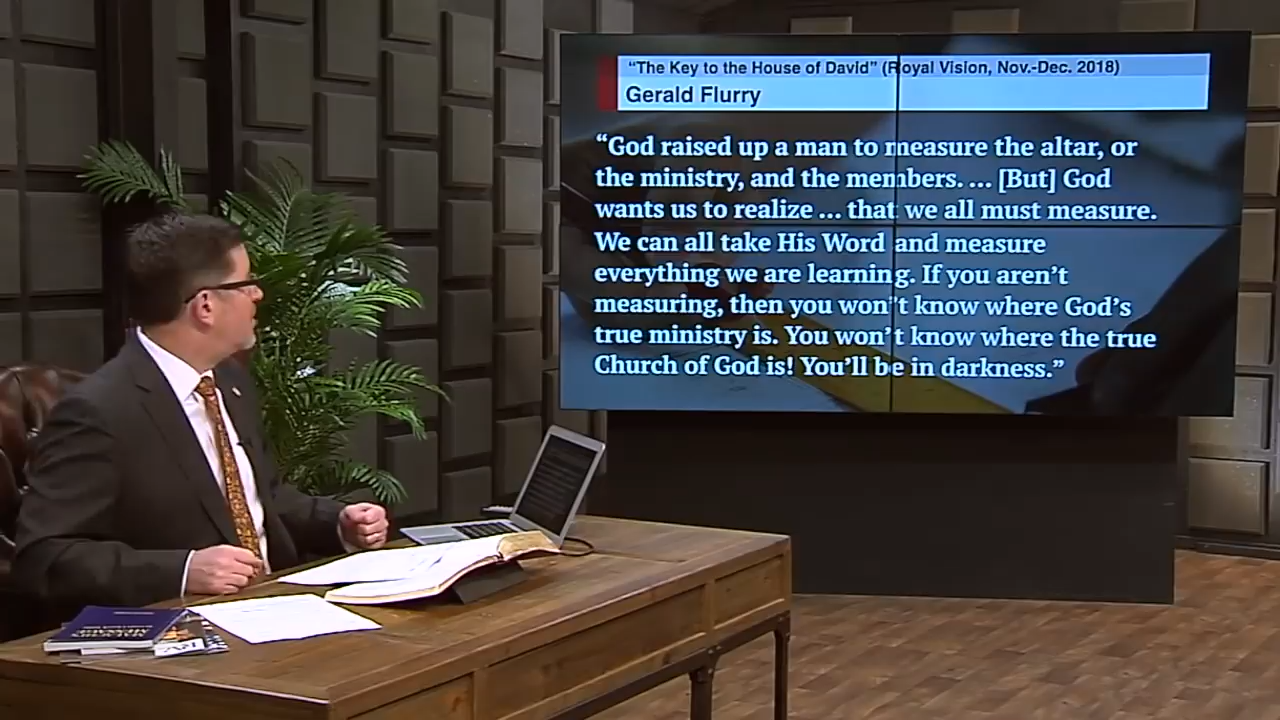 “The Key to the House of David” (Royal Vision, Nov.-Dec. 2018)
Gerald Flurry
“God raised up a man to measure the altar, or
the ministry, and the members. ... [But] God
wants us to realize ... that we all must measure.
We can all take His Word and measure
everything we are learning. If you aren’t
measuring, then you won’t know where God’s
true ministry is. You won’t know where the true
Church of God is! You’ll be in darkness.”